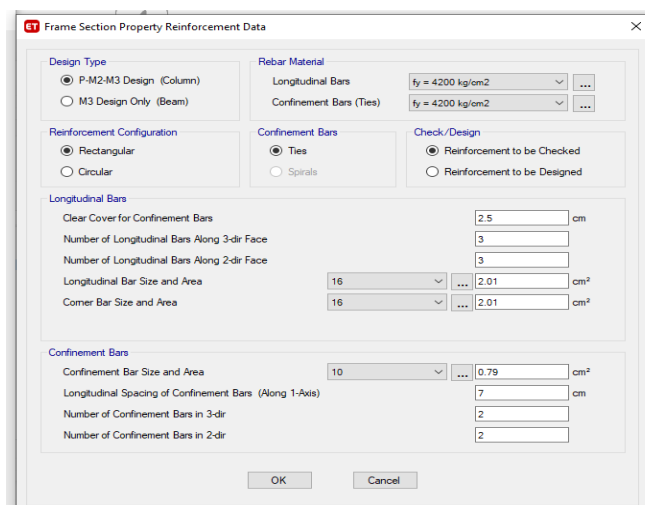 ET Frame Section Property Reinforcement Data
Design Type
P-M2-M3 Design (Column)
M3 Design Only (Beam)
Rebar Material
Longitudinal Bars fy = 4200 kg/cm2 ...
Confinement Bars (Ties) fy = 4200 kg/cm2 ...
Reinforcement Configuration
Rectangular
Circular
Confinement Bars
Ties
Spirals
Check/Design
Reinforcement to be Checked
Reinforcement to be Designed
Longitudinal Bars
Clear Cover for Confinement Bars 2.5 cm
Number of Longitudinal Bars Along 3-dir Face 3
Number of Longitudinal Bars Along 2-dir Face 3
Longitudinal Bar Size and Area 16 ... 2.01 cm²
Corner Bar Size and Area 16 ... 2.01 cm²
Confinement Bars
Confinement Bar Size and Area 10 ... 0.79 cm²
Longitudinal Spacing of Confinement Bars (Along 1-Axis) 7 cm
Number of Confinement Bars in 3-dir 2
Number of Confinement Bars in 2-dir 2
OK Cancel